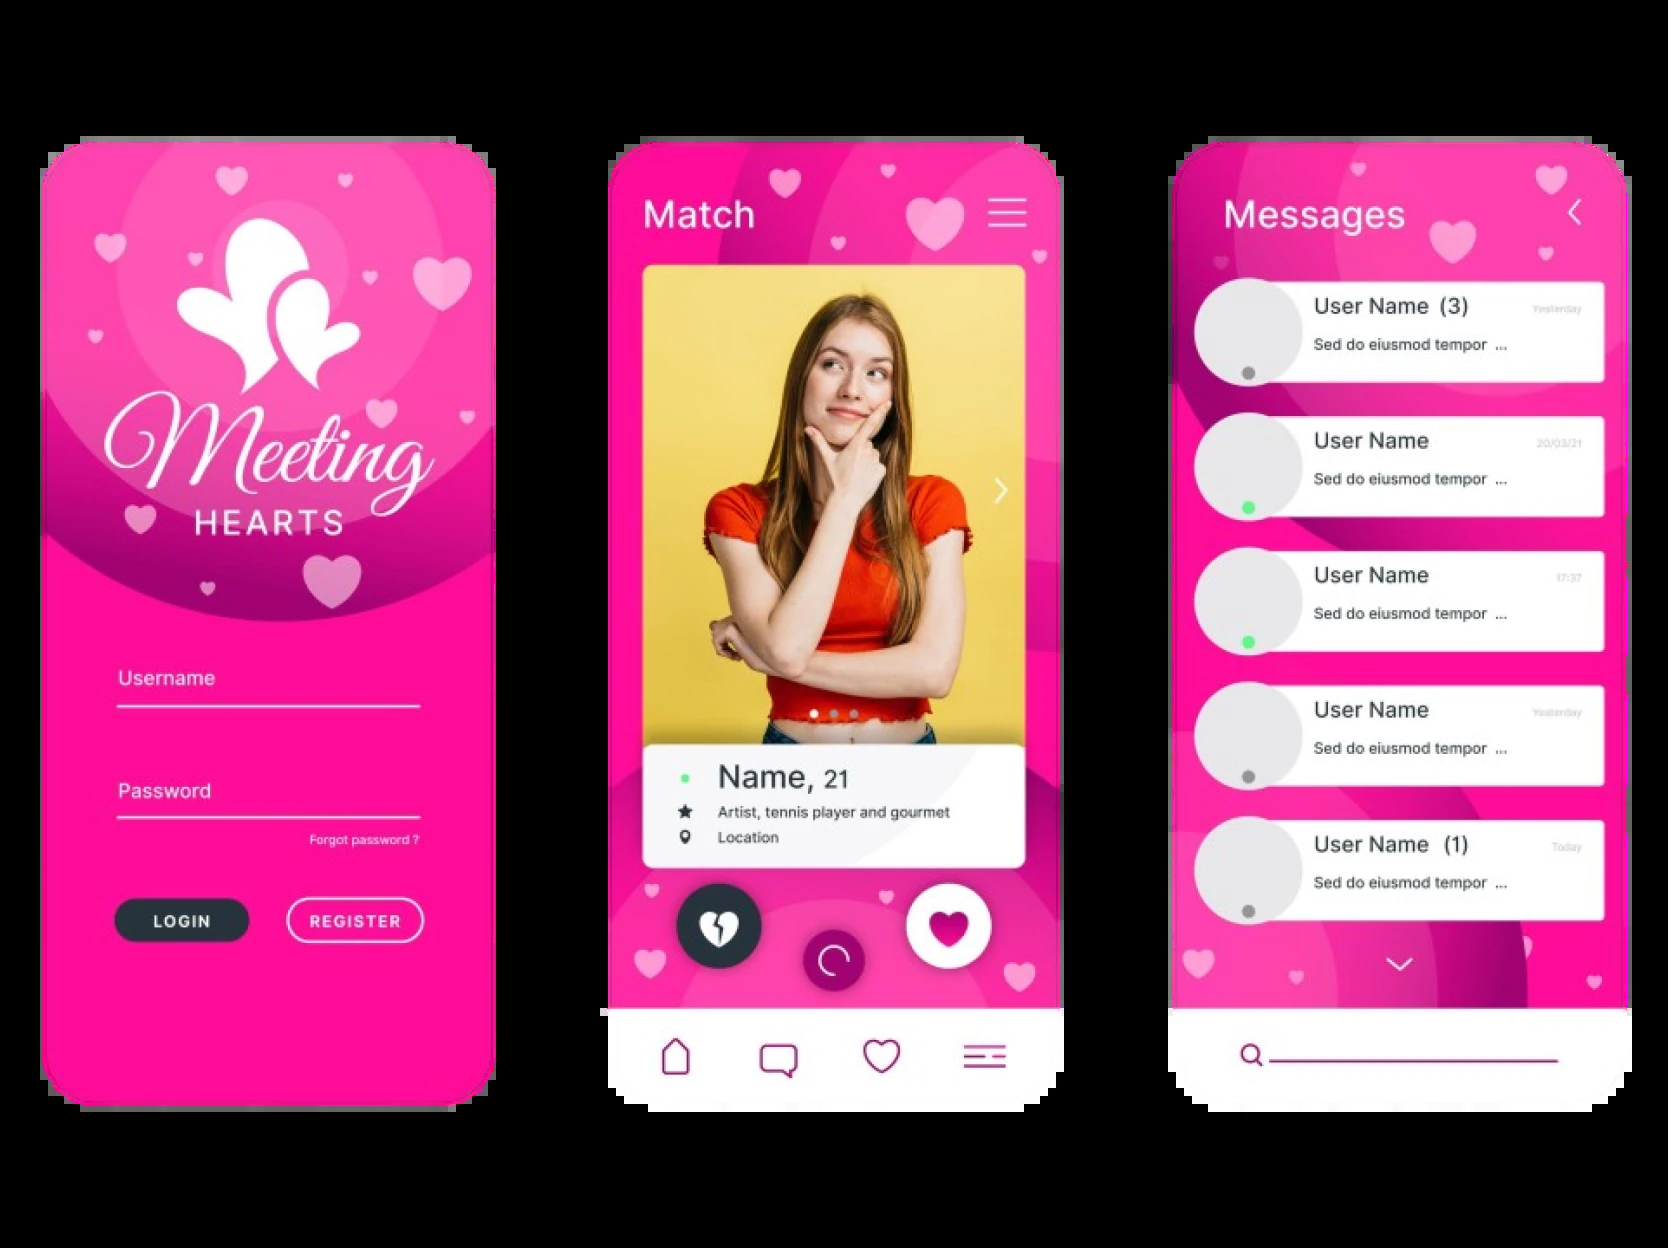 Meeting
HEARTS
Username
Password
Forgot password ?
LOGIN
REGISTER
Match
Name, 21
Artist, tennis player and gourmet
Location
Messages
User Name (3)
Yesterday
Sed do eiusmod tempor ...
User Name
20/03/21
Sed do eiusmod tempor ...
User Name
17:37
Sed do eiusmod tempor ...
User Name
Yesterday
Sed do eiusmod tempor ...
User Name (1)
Today
Sed do eiusmod tempor ...